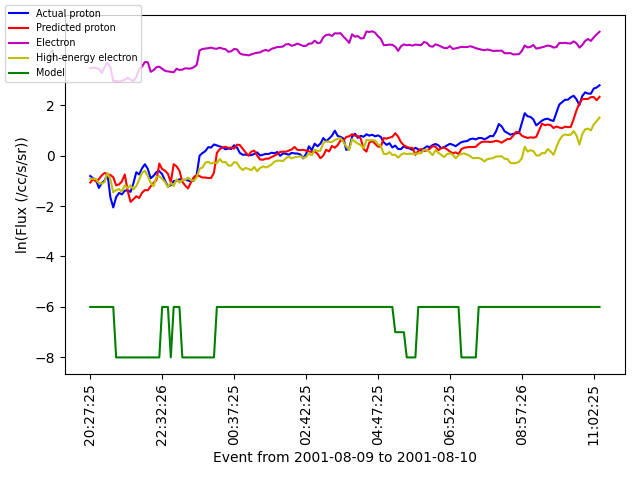 Actual proton
Predicted proton
Electron
High-energy electron
Model
ln(Flux (/cc/s/sr))
2
0
−2
−4
−6
−8
20:27:25
22:32:26
00:37:25
02:42:25
04:47:25
06:52:25
08:57:26
11:02:25
Event from 2001-08-09 to 2001-08-10